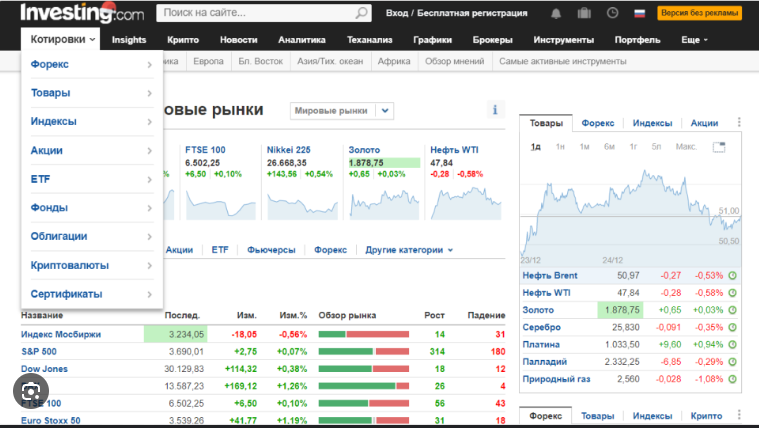 Investing.com
Поиск на сайте...
Вход / Бесплатная регистрация
Версия без рекламы
Котировки
Insights
Крипто
Новости
Аналитика
Теханализ
Графики
Брокеры
Инструменты
Портфель
Еще
Европа
Бл. Восток
Азия/Тих. океан
Африка
Обзор мнений
Самые активные инструменты
Форекс
Товары
Индексы
Акции
ETF
Фонды
Облигации
Криптовалюты
Сертификаты
рынки
Мировые рынки
i
FTSE 100
6.502,25
+6,50 +0,10%
Nikkei 225
26.668,35
+143,56 +0,54%
Золото
1.878,75
+0,65 +0,03%
Нефть WTI
47,84
-0,28 -0,58%
Акции
ETF
Фьючерсы
Форекс
Другие категории
Название Послед. Изм. Изм.% Обзор рынка Рост Падение
Индекс Мосбиржи 3.234,05 -18,05 -0,56% 14 31
S&P 500 3.690,01 +2,75 +0,07% 314 180
Dow Jones 30.129,83 +114,32 +0,38% 18 12
13.587,23 +169,12 +1.26% 26 4
FTSE 100 6.502,25 +6,50 +0,10% 56 43
Euro Stoxx 50 3.539,26 +41,77 +1,19% 31 18
Товары Форекс Индексы Акции
1д 1н 1м 6м 1г 5л Макс.
51,00
50,50
23/12 24/12
Нефть Brent 50,97 -0,27 -0,53%
Нефть WTI 47,84 -0,28 -0,58%
Золото 1.878,75 +0,65 +0,03%
Серебро 25,830 -0,091 -0,35%
Платина 1.033,50 +9,60 +0,94%
Палладий 2.332,25 -6,85 -0,29%
Природный газ 2,560 -0,028 -1,08%
Форекс Товары Индексы Крипто